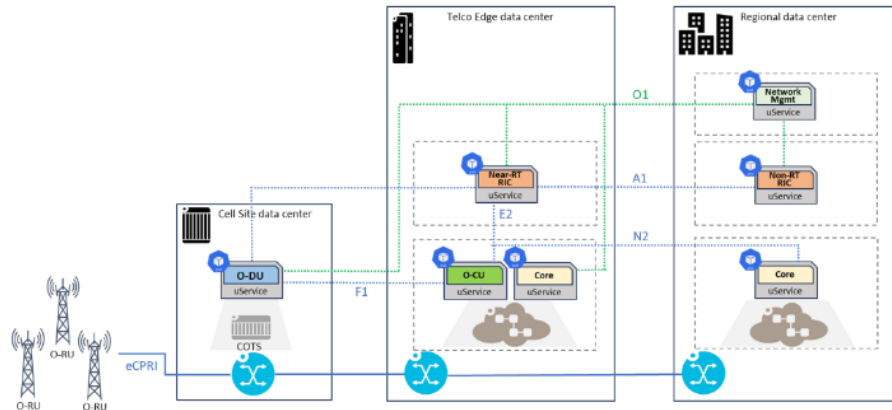 Telco Edge data center
Regional data center
Network
Mgmt
uService
O1
Near-RT
RIC
uService
A1
Non-RT
RIC
uService
E2
Cell Site data center
N2
O-DU
uService
F1
O-CU
uService
Core
uService
Core
uService
COTS
O-RU
eCPRI
O-RU
O-RU